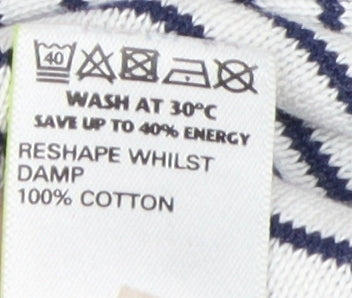 40
WASH AT 30°C
SAVE UP TO 40% ENERGY
RESHAPE WHILST
DAMP
100% COTTON